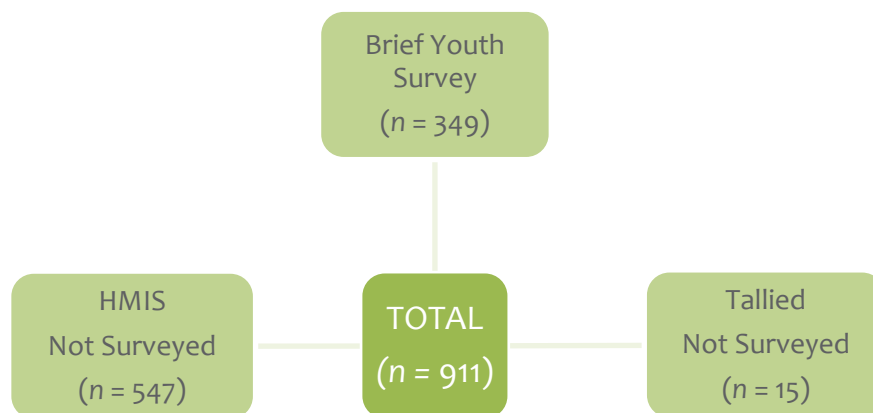 Brief Youth
Survey
(n = 349)
HMIS
Not Surveyed
(n = 547)
TOTAL
(n = 911)
Tallied
Not Surveyed
(n = 15)